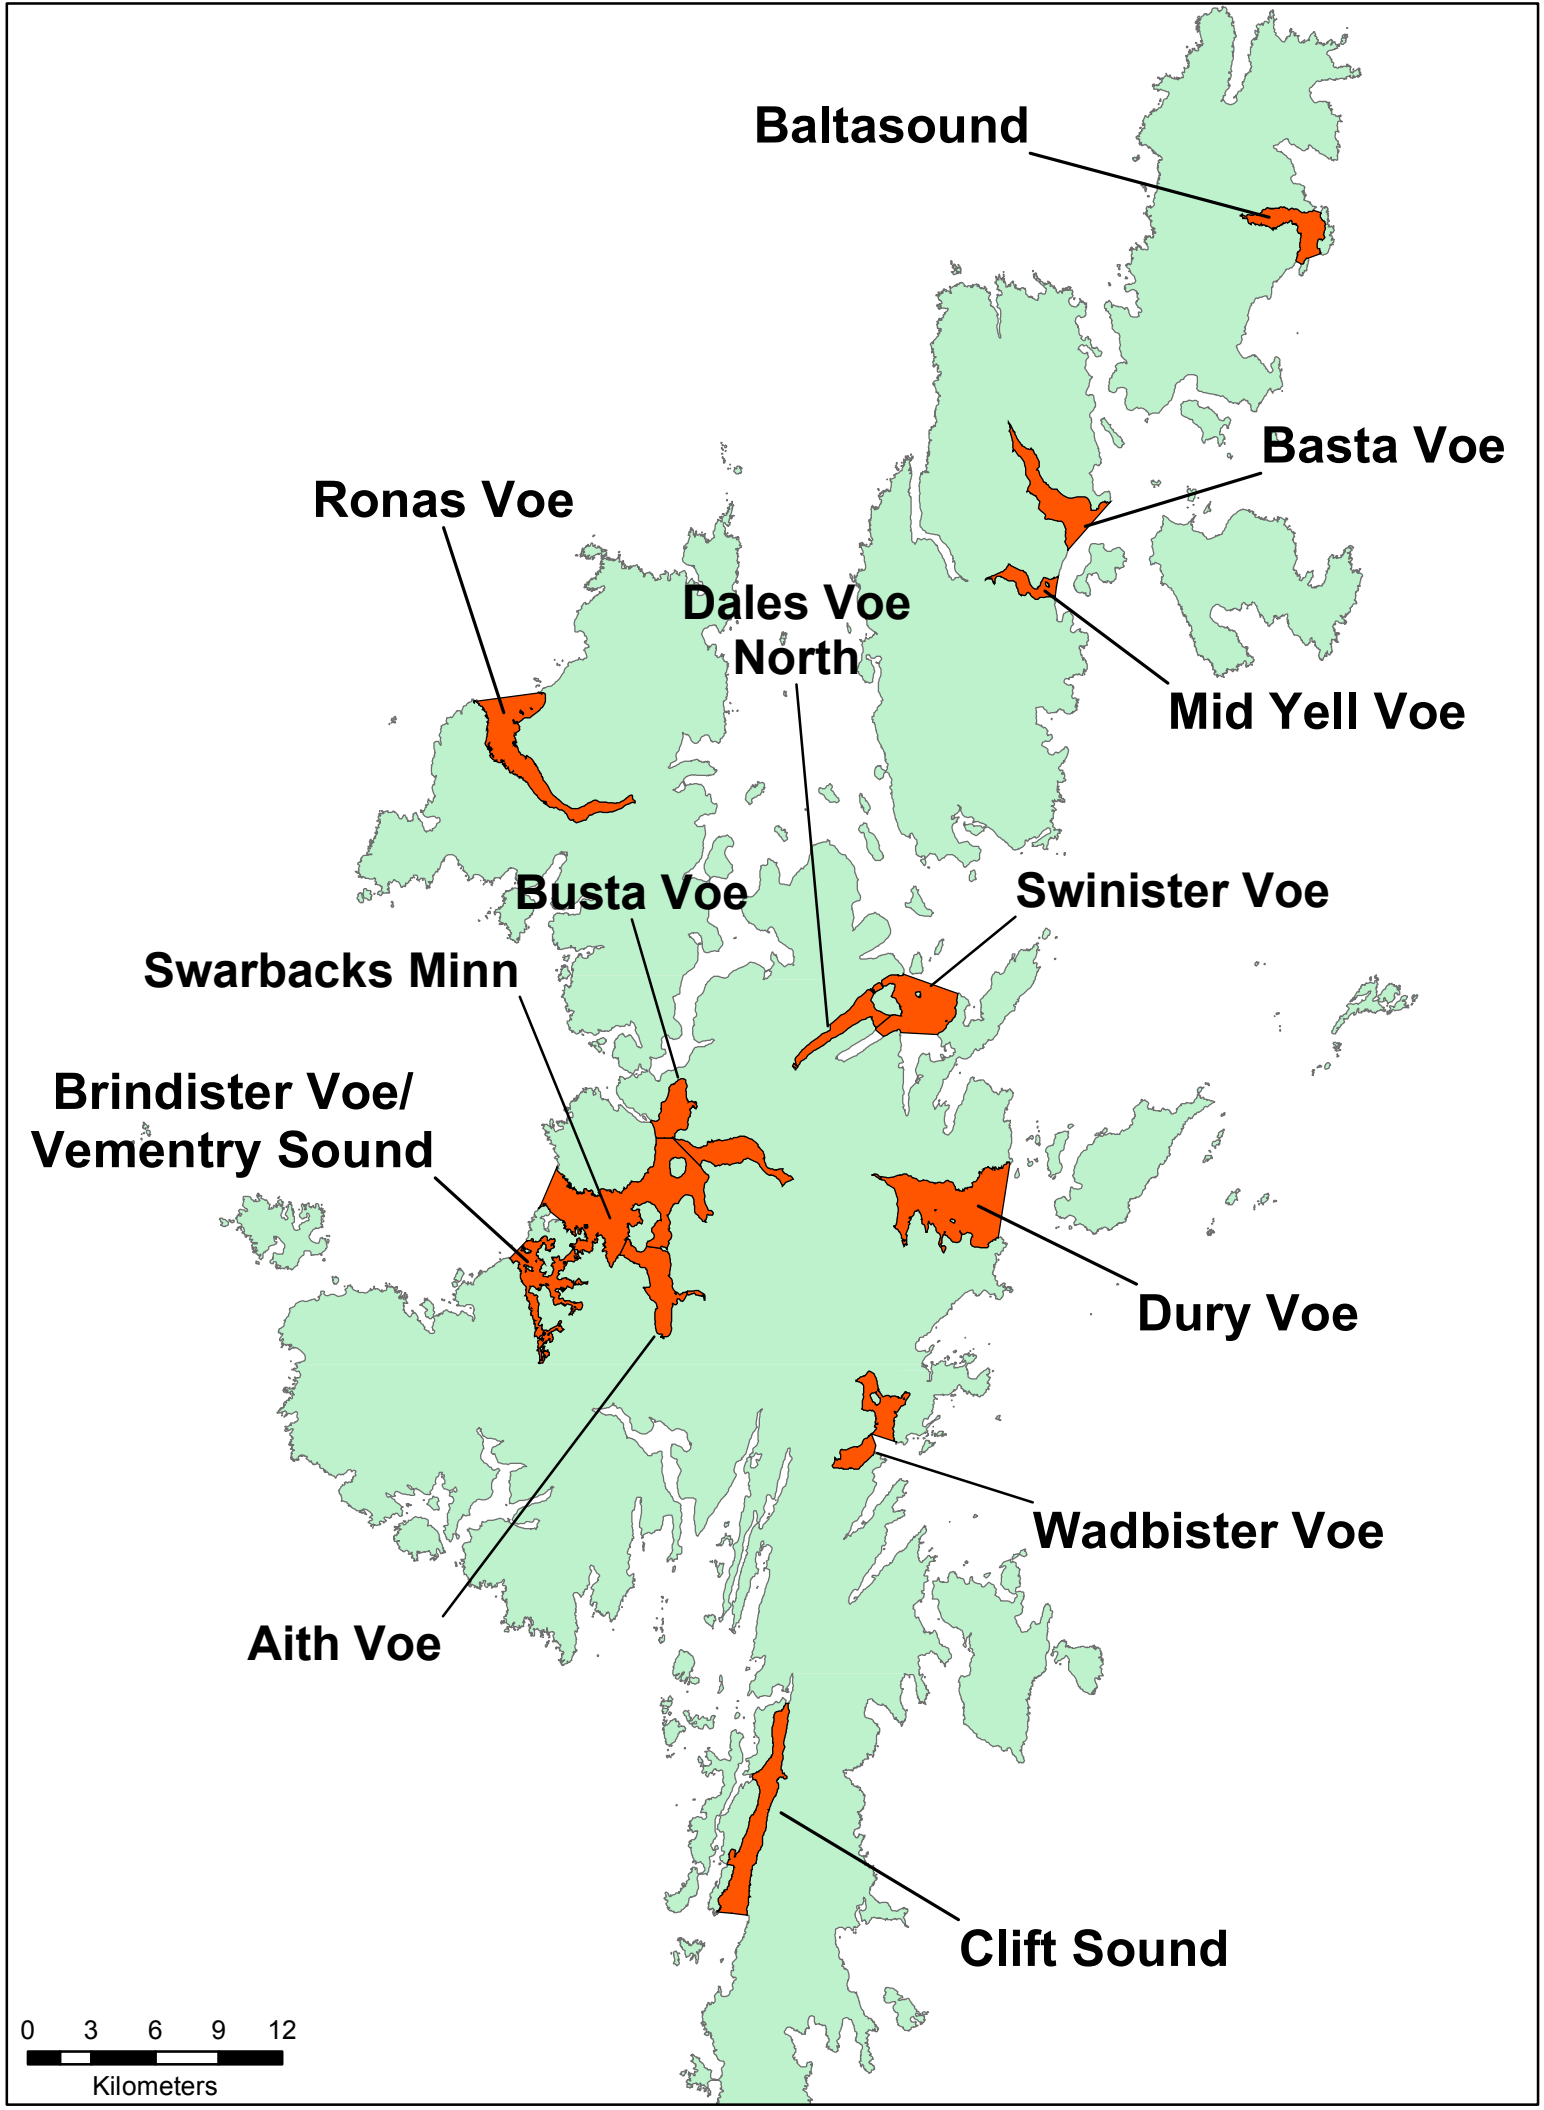 Baltasound
Basta Voe
Ronas Voe
Dales Voe
North
Mid Yell Voe
Busta Voe
Swinister Voe
Swarbacks Minn
Brindister Voe/
Vementry Sound
Dury Voe
Wadbister Voe
Aith Voe
Clift Sound
0 3 6 9 12
Kilometers